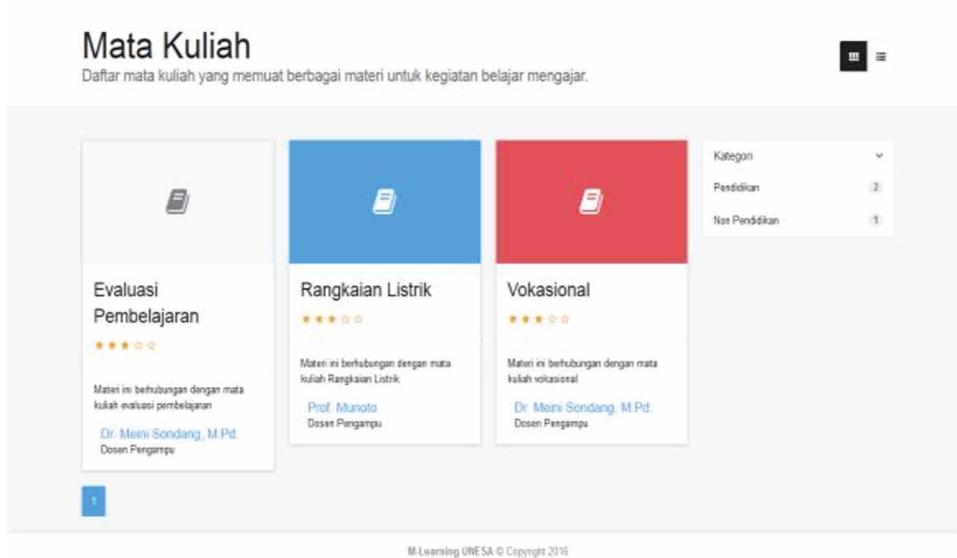 Mata Kuliah
Daftar mata kuliah yang memuat berbagai materi untuk kegiatan belajar mengajar.
Evaluasi
Pembelajaran
Materi ini berhubungan dengan mata
kuliah evaluasi pembelajaran
Dr. Meini Sondang, M.Pd.
Dosen Pengampu
Rangkaian Listrik
Materi ini berhubungan dengan mata
kuliah Rangkaian Listrik
Prof. Munoto
Dosen Pengampu
Vokasional
Materi ini berhubungan dengan mata
kuliah vokasional
Dr. Meini Sondang, M.Pd.
Dosen Pengampu
Kategori
Pendidikan 2
Non Pendidikan 1
1
M-Learning UNESA © Copyright 2016